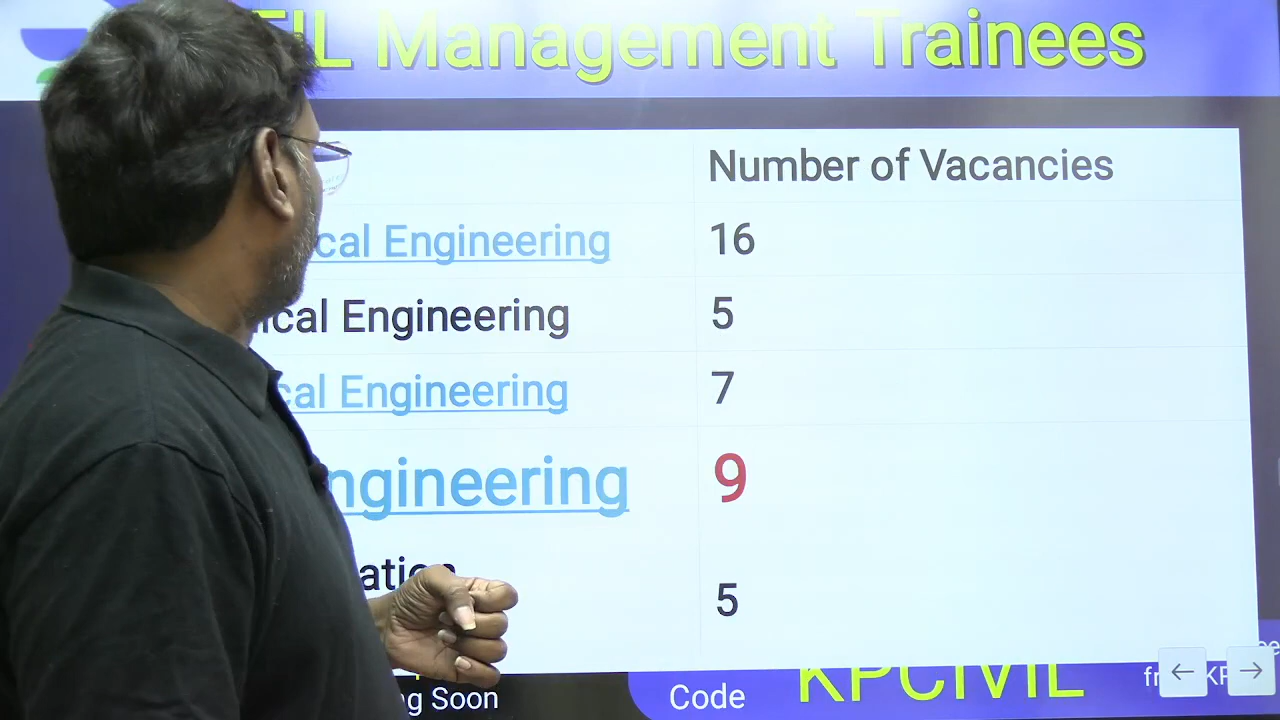 EIL Management Trainees
Number of Vacancies
cal Engineering 16
ical Engineering 5
cal Engineering 7
ngineering 9
ation
5
g Soon
Code
KPCIVIL